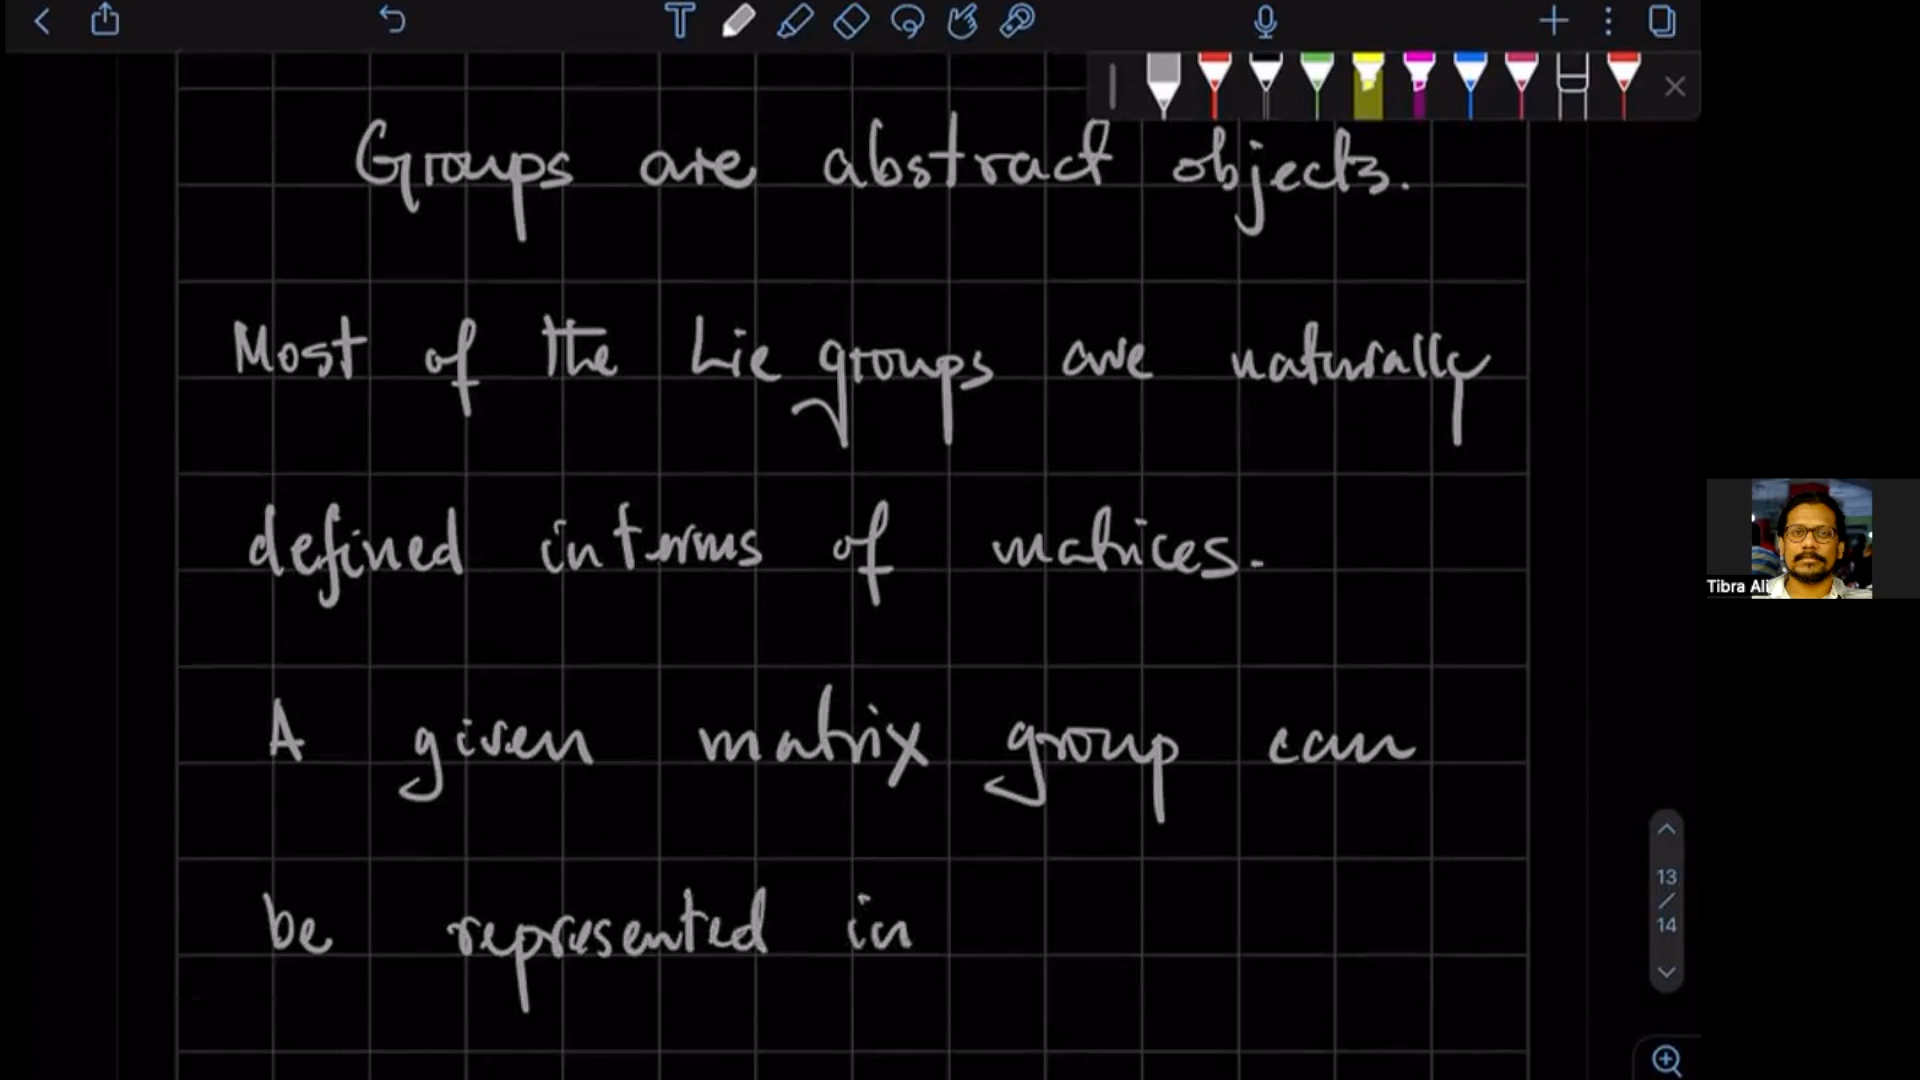 Groups are abstract objects.
Most of the Lie groups are naturally
defined in terms of matrices.
A given matrix group can
be represented in
Tibra Ali
13
/
14